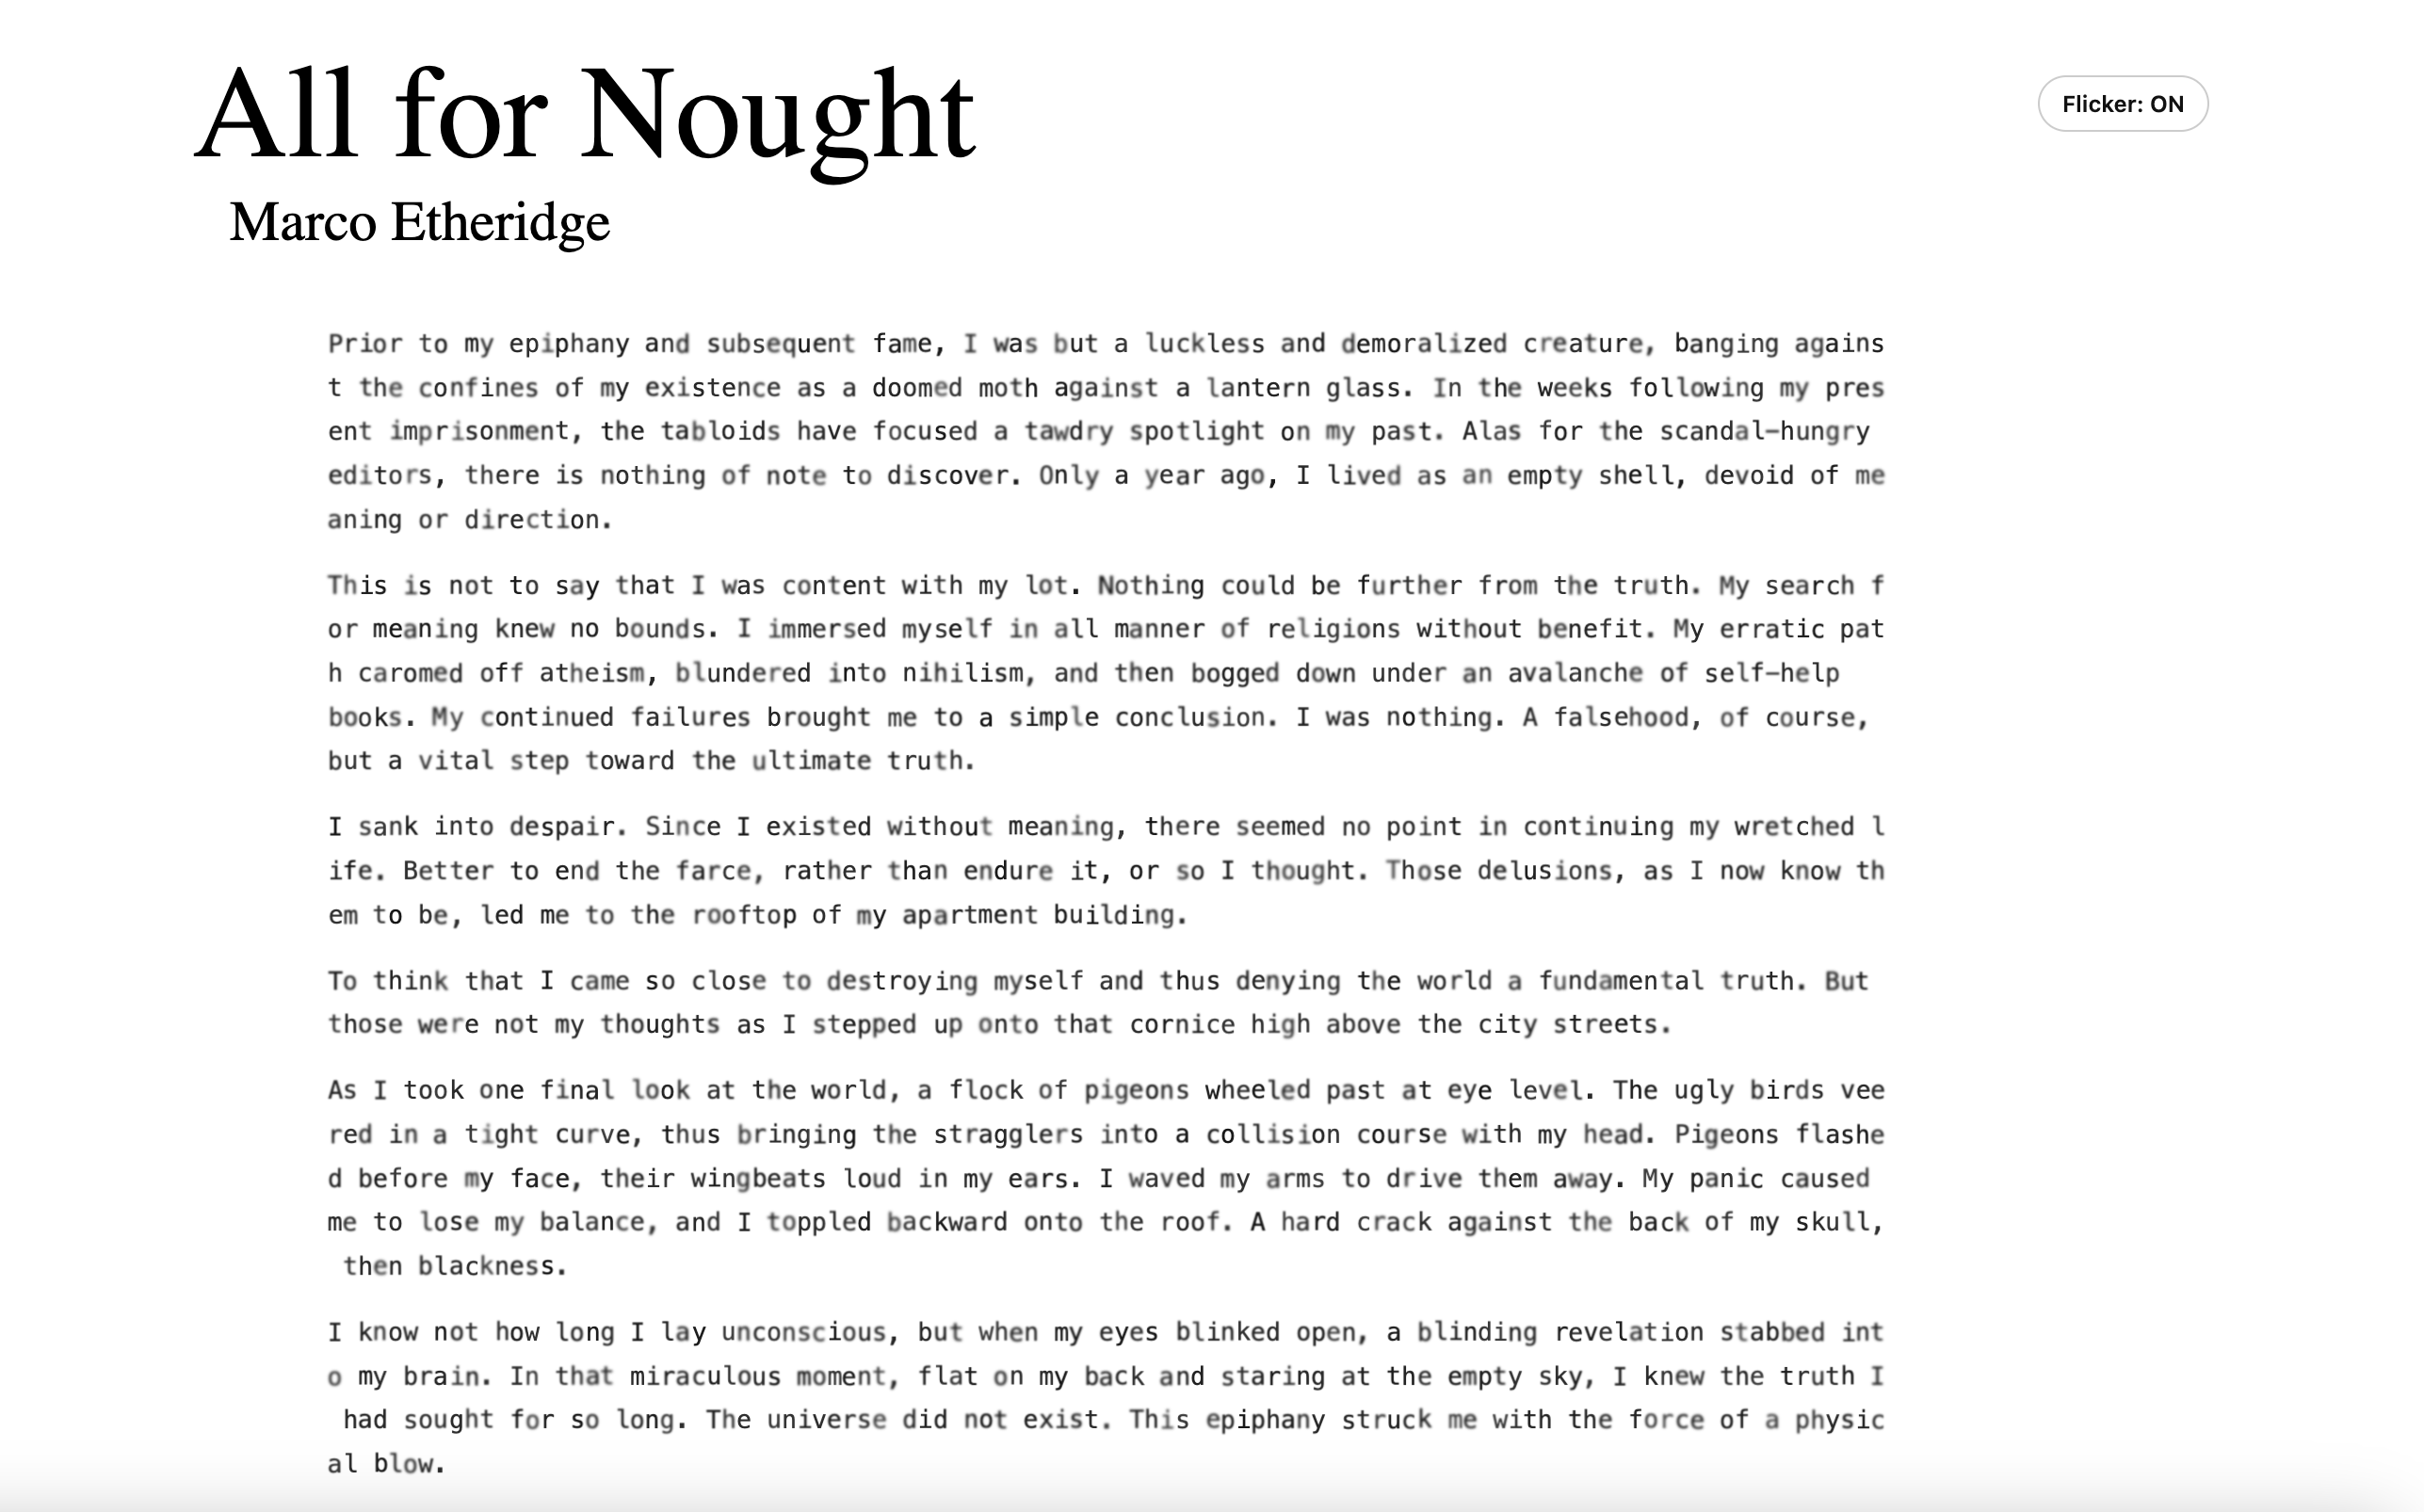 All for Nought
Flicker: ON
Marco Etheridge
Prior to my epiphany and subsequent fame, I was but a luckless and demoralized creature, banging agains
t the confines of my existence as a doomed moth against a lantern glass. In the weeks following my pres
ent imprisonment, the tabloids have focused a tawdry spotlight on my past. Alas for the scandal–hungry
editors, there is nothing of note to discover. Only a year ago, I lived as an empty shell, devoid of me
aning or direction.
This is not to say that I was content with my lot. Nothing could be further from the truth. My search f
or meaning knew no bounds. I immersed myself in all manner of religions without benefit. My erratic pat
h caromed off atheism, blundered into nihilism, and then bogged down under an avalanche of self–help
books. My continued failures brought me to a simple conclusion. I was nothing. A falsehood, of course,
but a vital step toward the ultimate truth.
I sank into despair. Since I existed without meaning, there seemed no point in continuing my wretched l
ife. Better to end the farce, rather than endure it, or so I thought. Those delusions, as I now know th
em to be, led me to the rooftop of my apartment building.
To think that I came so close to destroying myself and thus denying the world a fundamental truth. But
those were not my thoughts as I stepped up onto that cornice high above the city streets.
As I took one final look at the world, a flock of pigeons wheeled past at eye level. The ugly birds vee
red in a tight curve, thus bringing the stragglers into a collision course with my head. Pigeons flashe
d before my face, their wingbeats loud in my ears. I waved my arms to drive them away. My panic caused
me to lose my balance, and I toppled backward onto the roof. A hard crack against the back of my skull,
then blackness.
I know not how long I lay unconscious, but when my eyes blinked open, a blinding revelation stabbed int
o my brain. In that miraculous moment, flat on my back and staring at the empty sky, I knew the truth I
had sought for so long. The universe did not exist. This epiphany struck me with the force of a physic
al blow.